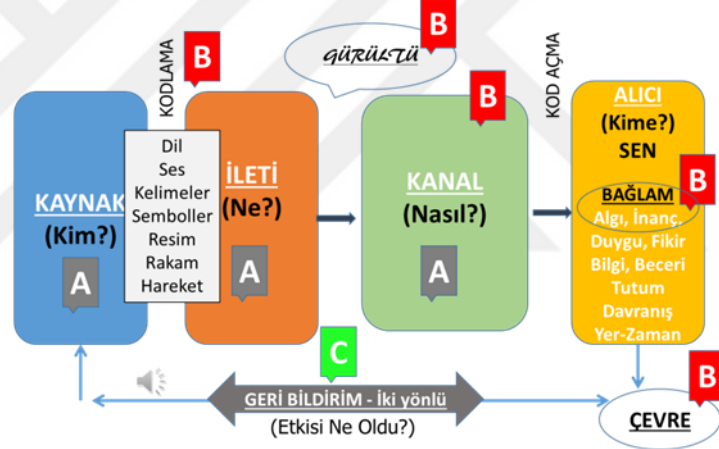 KODLAMA
B
GÜRÜLTÜ
B
KOD AÇMA
KAYNAK
(Kim?)
A
Dil
Ses
Kelimeler
Semboller
Resim
Rakam
Hareket
İLETİ
(Ne?)
A
B
KANAL
(Nasıl?)
A
ALICI
(Kime?)
SEN
B
BAĞLAM
Algı, İnanç,
Duygu, Fikir
Bilgi, Beceri
Tutum
Davranış
Yer-Zaman
C
GERİ BİLDİRİM - İki yönlü
(Etkisi Ne Oldu?)
B
ÇEVRE